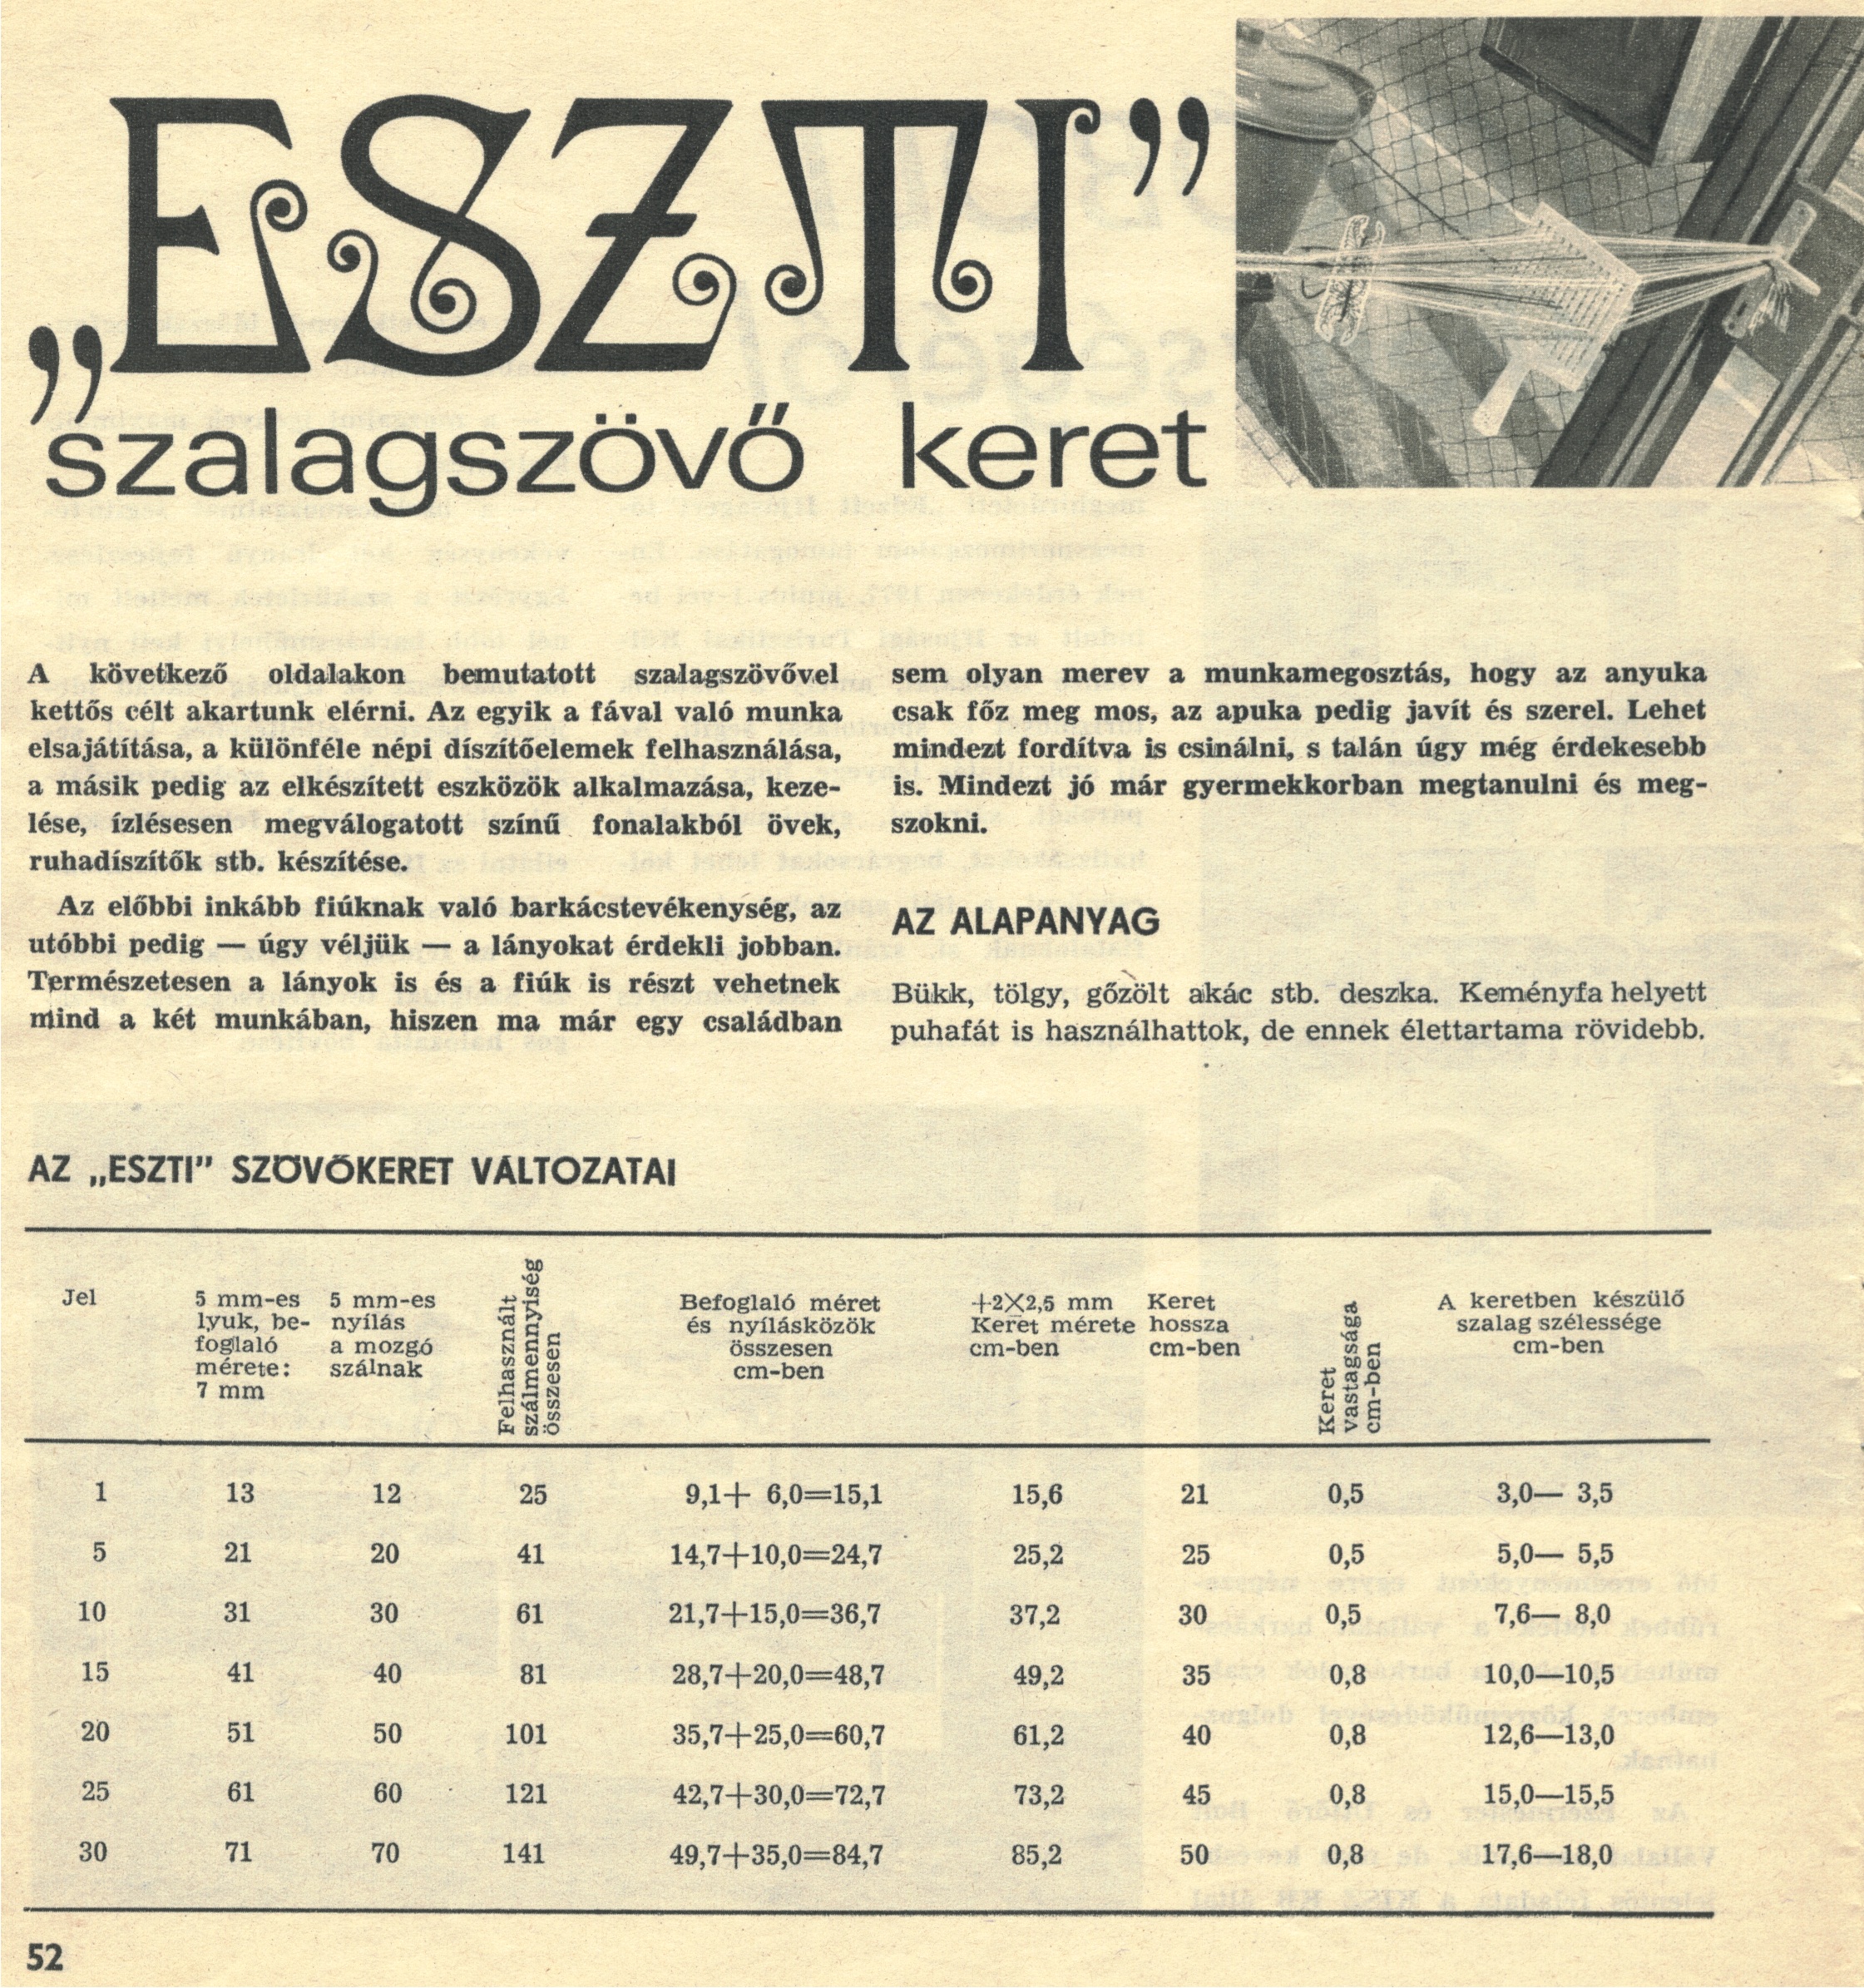 „ESZTI”
szalagszövő keret
A következő oldalakon bemutatott szalagszövővel
kettős célt akartunk elérni. Az egyik a fával való munka
elsajátítása, a különféle népi díszítőelemek felhasználása,
a másik pedig az elkészített eszközök alkalmazása, keze-
lése, ízlésesen megválogatott színű fonalakból övek,
ruhadíszítők stb. készítése.
Az előbbi inkább fiúknak való barkácstevékenység, az
utóbbi pedig — úgy véljük — a lányokat érdekli jobban.
Természetesen a lányok is és a fiúk is részt vehetnek
mind a két munkában, hiszen ma már egy családban
sem olyan merev a munkamegosztás, hogy az anyuka
csak főz meg mos, az apuka pedig javít és szerel. Lehet
mindezt fordítva is csinálni, s talán úgy még érdekesebb
is. Mindezt jó már gyermekkorban megtanulni és meg-
szokni.
AZ ALAPANYAG
Bükk, tölgy, gőzölt akác stb. deszka. Keményfa helyett
puhafát is használhattok, de ennek élettartama rövidebb.
AZ „ESZTI” SZÖVŐKERET VÁLTOZATAI
Jel
5 mm-es
lyuk, be-
foglaló
mérete:
7 mm
5 mm-es
nyílás
a mozgó
szálnak
Felhasznált
szálmennyiség
összesen
Befoglaló méret
és nyílásközök
összesen
cm-ben
+2×2,5 mm
Keret mérete
cm-ben
Keret
hossza
cm-ben
Keret
vastagsága
cm-ben
A keretben készülő
szalag szélessége
cm-ben
1 13 12 25 9,1+ 6,0=15,1 15,6 21 0,5 3,0— 3,5
5 21 20 41 14,7+10,0=24,7 25,2 25 0,5 5,0— 5,5
10 31 30 61 21,7+15,0=36,7 37,2 30 0,5 7,6— 8,0
15 41 40 81 28,7+20,0=48,7 49,2 35 0,8 10,0—10,5
20 51 50 101 35,7+25,0=60,7 61,2 40 0,8 12,6—13,0
25 61 60 121 42,7+30,0=72,7 73,2 45 0,8 15,0—15,5
30 71 70 141 49,7+35,0=84,7 85,2 50 0,8 17,6—18,0
52